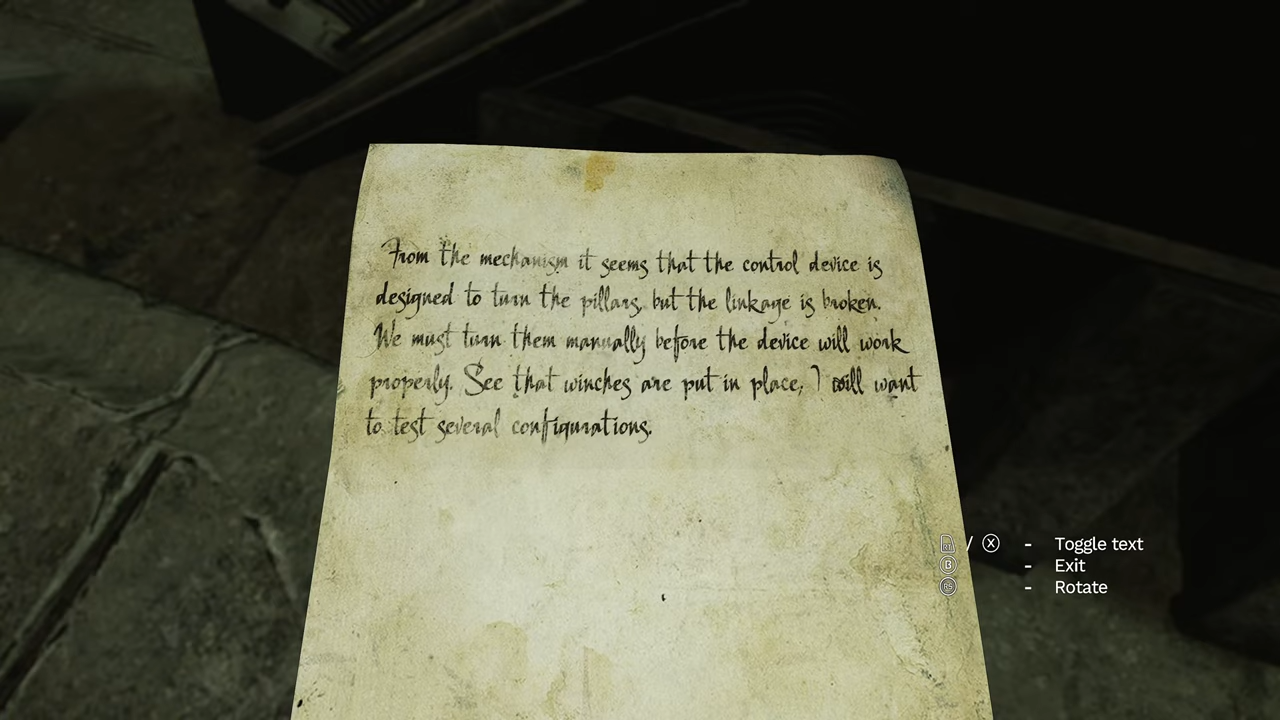 From the mechanism it seems that the control device is
designed to turn the pillars, but the linkage is broken.
We must turn them manually before the device will work
properly. See that winches are put in place, I will want
to test several configurations.
RT / X - Toggle text
B - Exit
RS - Rotate